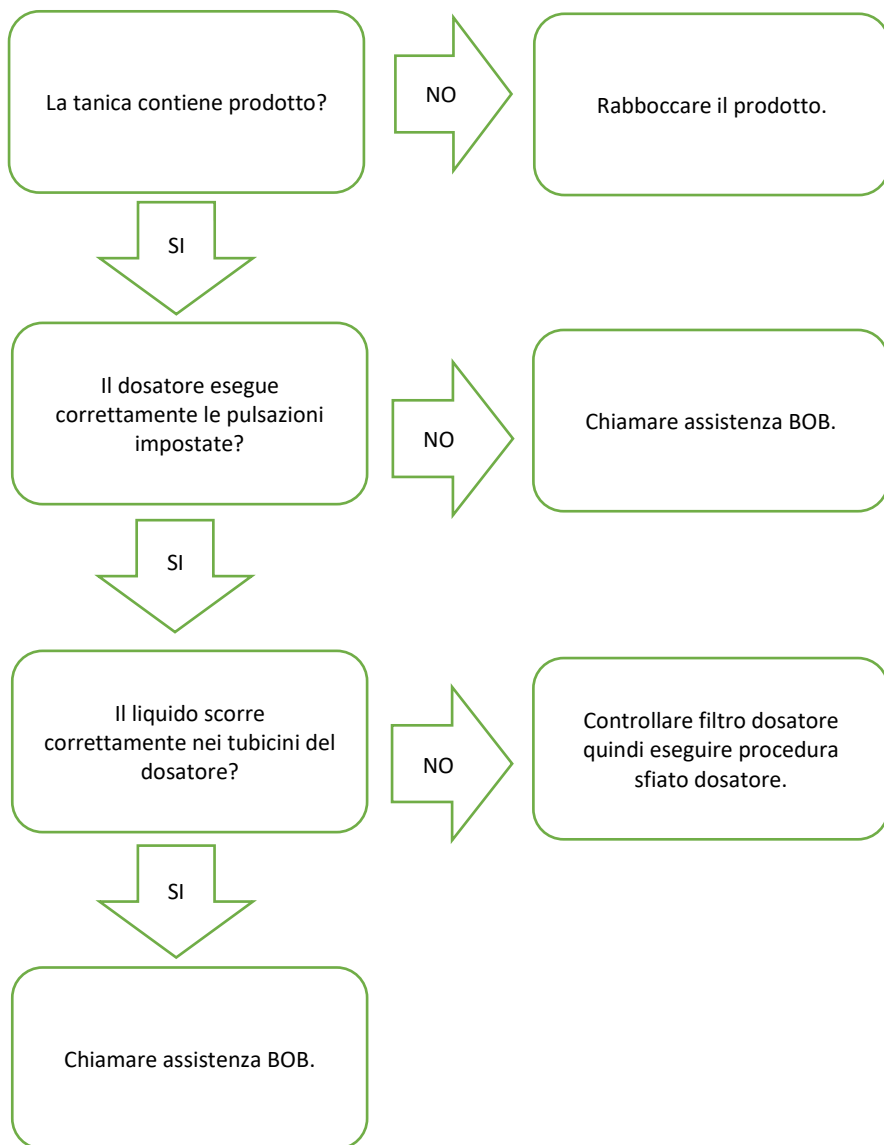 La tanica contiene prodotto?
NO
Rabboccare il prodotto.
SI
Il dosatore esegue
correttamente le pulsazioni
impostate?
NO
Chiamare assistenza BOB.
SI
Il liquido scorre
correttamente nei tubicini del
dosatore?
NO
Controllare filtro dosatore
quindi eseguire procedura
sfiato dosatore.
SI
Chiamare assistenza BOB.